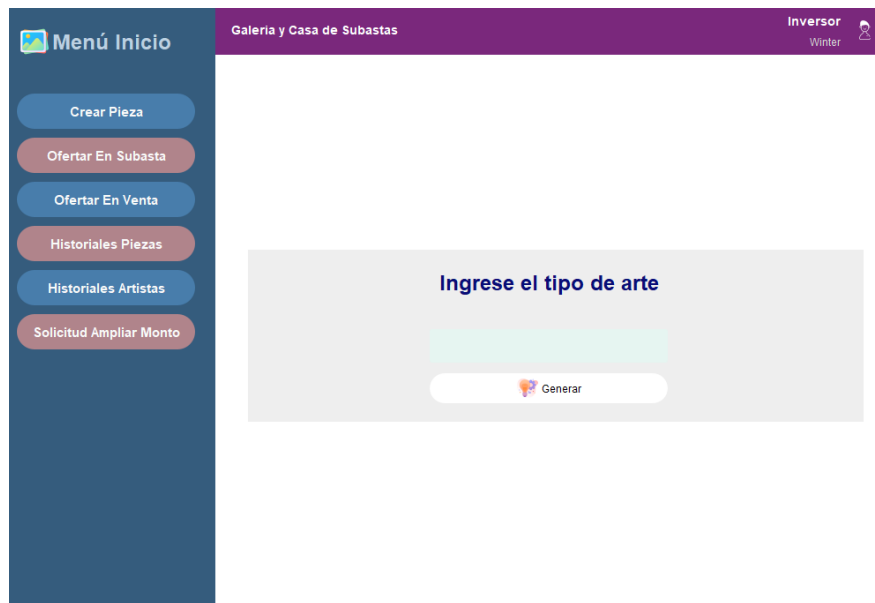 Menú Inicio
Galería y Casa de Subastas
Inversor
Winter
Crear Pieza
Ofertar En Subasta
Ofertar En Venta
Historiales Piezas
Historiales Artistas
Solicitud Ampliar Monto
Ingrese el tipo de arte
Generar